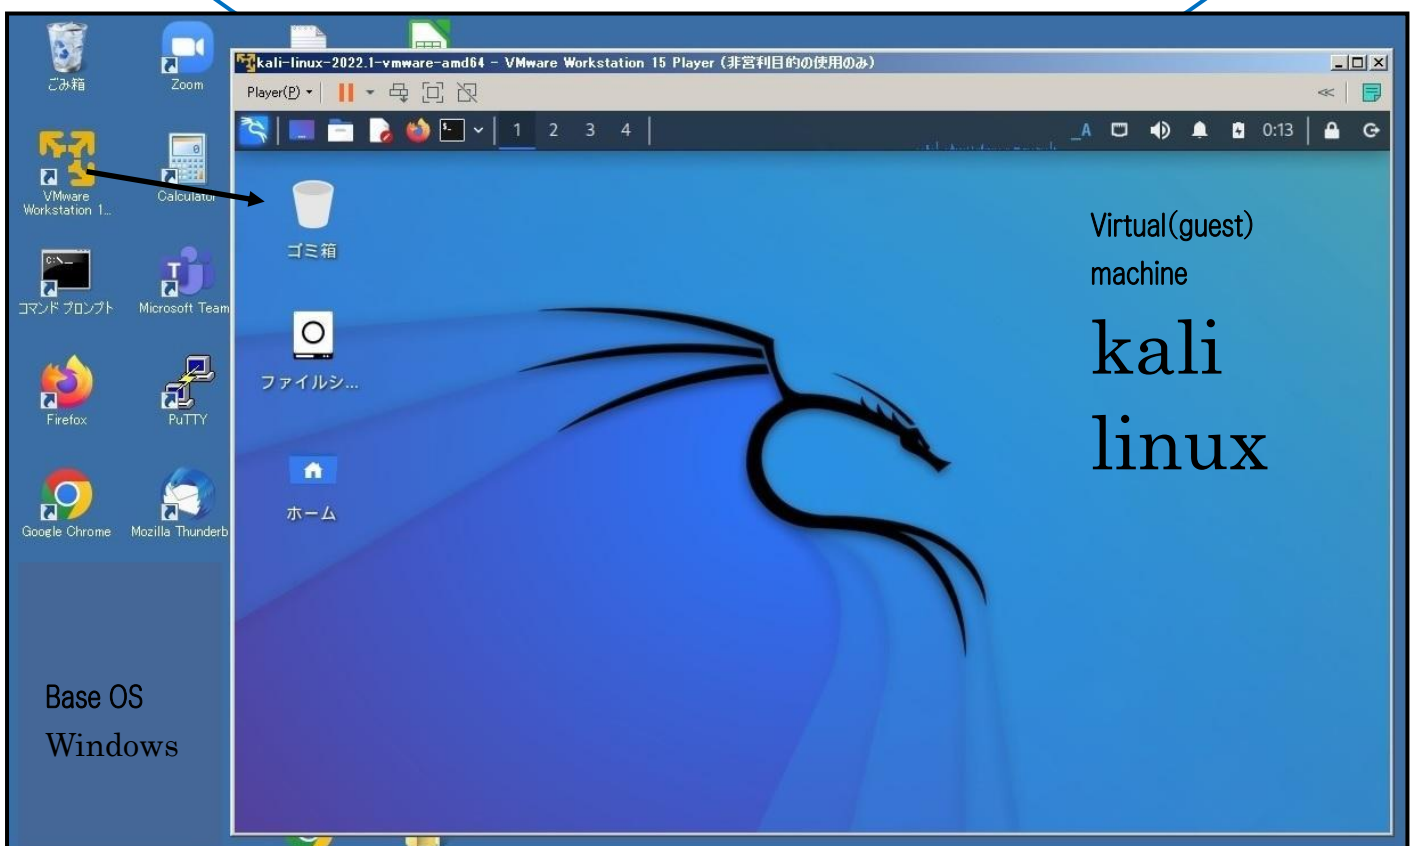 ごみ箱
Zoom
VMware
Workstation 1...
Calculator
コマンド プロンプト
Microsoft Team
Firefox
PuTTY
Google Chrome
Mozilla Thunderb
Base OS
Windows
kali-linux-2022.1-vmware-amd64 - VMware Workstation 15 Player (非営利目的の使用のみ)
Player(P)
1 2 3 4
_A
0:13
ゴミ箱
ファイルシ...
ホーム
Virtual(guest)
machine
kali
linux